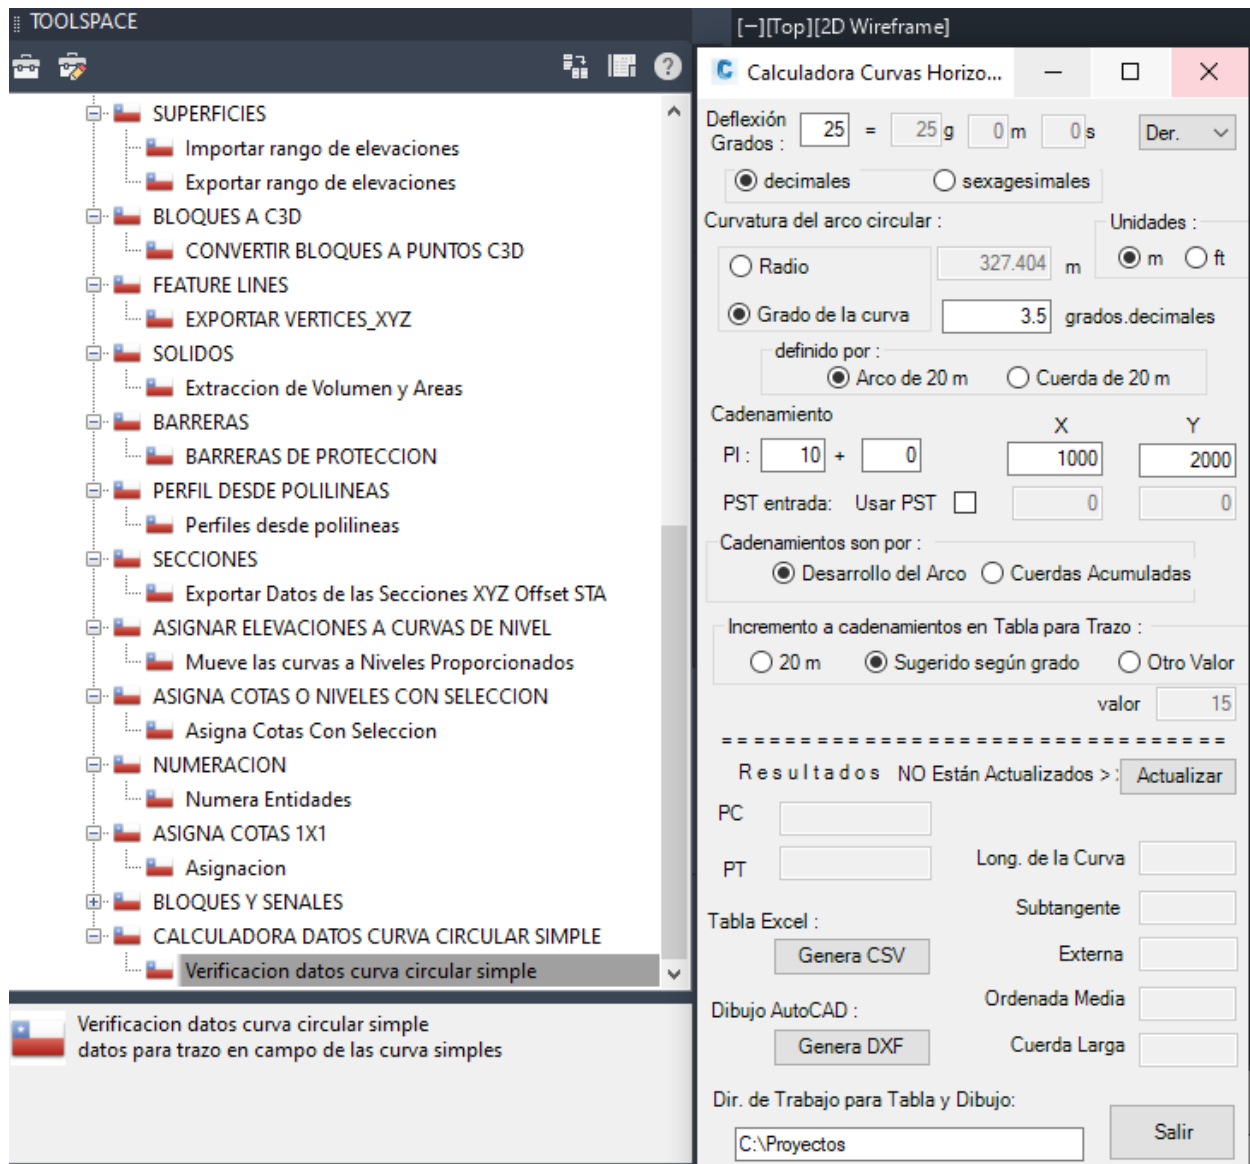 TOOLSPACE
SUPERFICIES
Importar rango de elevaciones
Exportar rango de elevaciones
BLOQUES A C3D
CONVERTIR BLOQUES A PUNTOS C3D
FEATURE LINES
EXPORTAR VERTICES_XYZ
SOLIDOS
Extraccion de Volumen y Areas
BARRERAS
BARRERAS DE PROTECCION
PERFIL DESDE POLILINEAS
Perfiles desde polilineas
SECCIONES
Exportar Datos de las Secciones XYZ Offset STA
ASIGNAR ELEVACIONES A CURVAS DE NIVEL
Mueve las curvas a Niveles Proporcionados
ASIGNA COTAS O NIVELES CON SELECCION
Asigna Cotas Con Seleccion
NUMERACION
Numera Entidades
ASIGNA COTAS 1X1
Asignacion
BLOQUES Y SENALES
CALCULADORA DATOS CURVA CIRCULAR SIMPLE
Verificacion datos curva circular simple
Verificacion datos curva circular simple
datos para trazo en campo de las curva simples
[−][Top][2D Wireframe]
Calculadora Curvas Horizo...
Deflexión
Grados : 25 = 25 g 0 m 0 s Der.
decimales sexagesimales
Curvatura del arco circular : Unidades :
Radio 327.404 m m ft
Grado de la curva 3.5 grados.decimales
definido por :
Arco de 20 m Cuerda de 20 m
Cadenamiento X Y
PI : 10 + 0 1000 2000
PST entrada: Usar PST 0 0
Cadenamientos son por :
Desarrollo del Arco Cuerdas Acumuladas
Incremento a cadenamientos en Tabla para Trazo :
20 m Sugerido según grado Otro Valor
valor 15
= = = = = = = = = = = = = = = = = = = = = = = = = = = = = = = =
R e s u l t a d o s NO Están Actualizados > : Actualizar
PC
PT Long. de la Curva
Subtangente
Tabla Excel :
Genera CSV Externa
Ordenada Media
Dibujo AutoCAD :
Genera DXF Cuerda Larga
Dir. de Trabajo para Tabla y Dibujo:
C:\Proyectos Salir